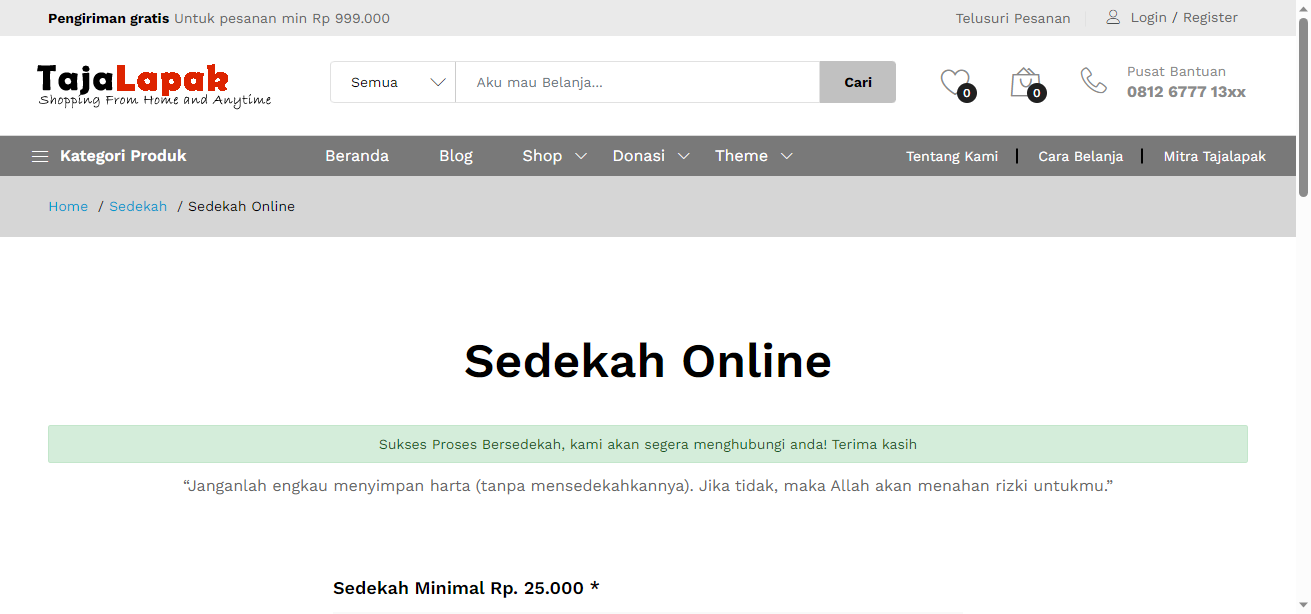 Pengiriman gratis Untuk pesanan min Rp 999.000
Telusuri Pesanan
Login / Register
TajaLapak
Shopping From Home and Anytime
Semua
Aku mau Belanja...
Cari
0
0
Pusat Bantuan
0812 6777 13xx
Kategori Produk
Beranda
Blog
Shop
Donasi
Theme
Tentang Kami
Cara Belanja
Mitra Tajalapak
Home / Sedekah / Sedekah Online
Sedekah Online
Sukses Proses Bersedekah, kami akan segera menghubungi anda! Terima kasih
“Janganlah engkau menyimpan harta (tanpa mensedekahkannya). Jika tidak, maka Allah akan menahan rizki untukmu.”
Sedekah Minimal Rp. 25.000 *